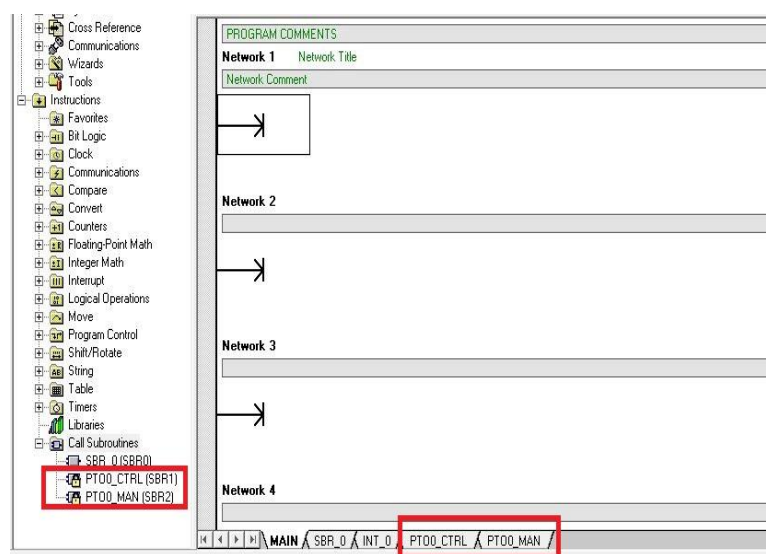 Cross Reference
Communications
Wizards
Tools
Instructions
Favorites
Bit Logic
Clock
Communications
Compare
Convert
Counters
Floating-Point Math
Integer Math
Interrupt
Logical Operations
Move
Program Control
Shift/Rotate
String
Table
Timers
Libraries
Call Subroutines
SBR_0 (SBR0)
PTO0_CTRL (SBR1)
PTO0_MAN (SBR2)
PROGRAM COMMENTS
Network 1 Network Title
Network Comment
Network 2
Network 3
Network 4
MAIN SBR_0 INT_0 PTO0_CTRL PTO0_MAN